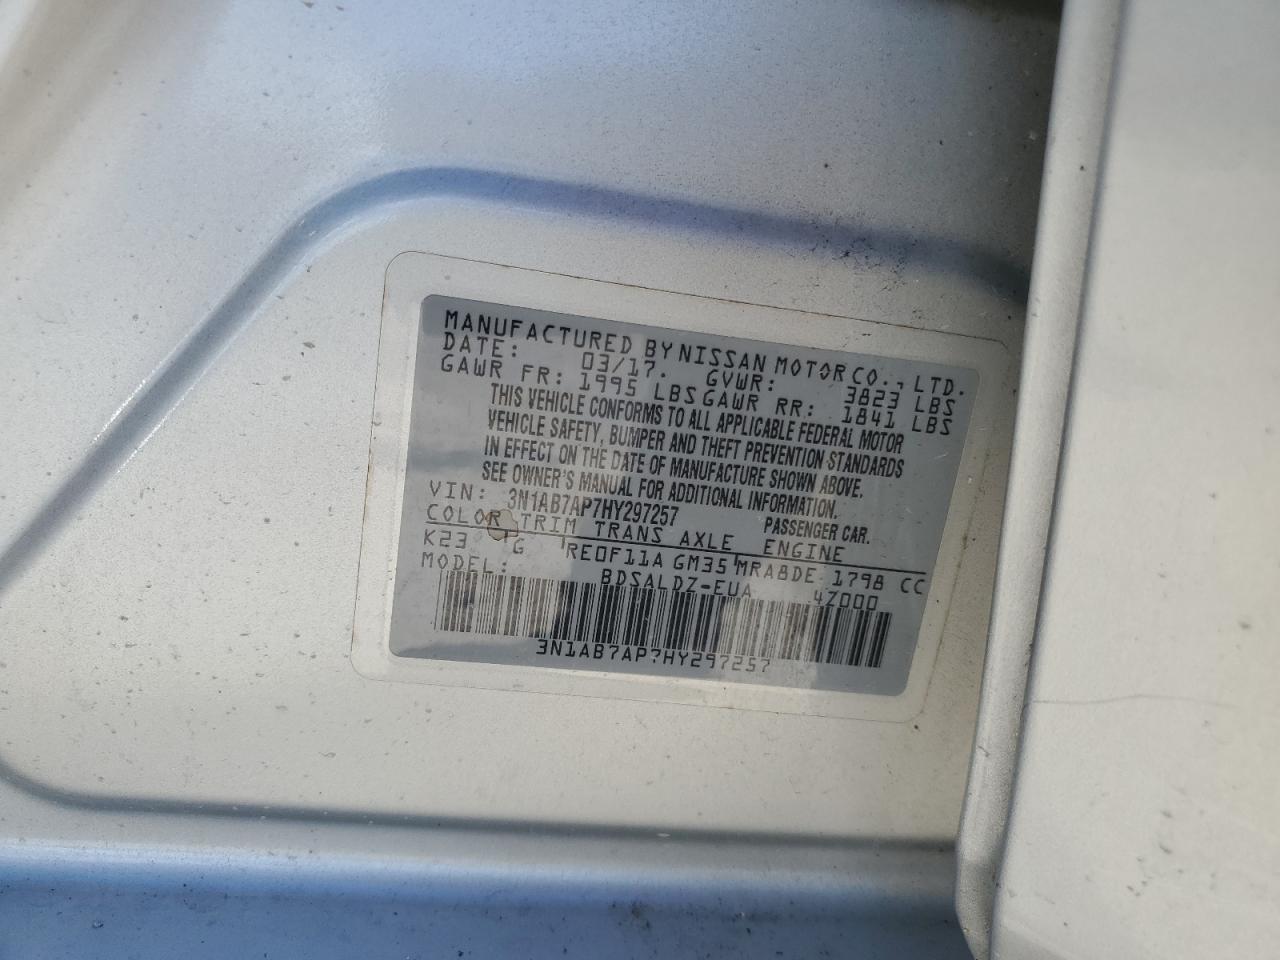 MANUFACTURED BY NISSAN MOTOR CO., LTD.
DATE: 03/17. GVWR: 3823 LBS
GAWR FR: 1995 LBS GAWR RR: 1841 LBS
THIS VEHICLE CONFORMS TO ALL APPLICABLE FEDERAL MOTOR
VEHICLE SAFETY, BUMPER AND THEFT PREVENTION STANDARDS
IN EFFECT ON THE DATE OF MANUFACTURE SHOWN ABOVE.
SEE OWNER'S MANUAL FOR ADDITIONAL INFORMATION.
VIN: 3N1AB7AP7HY297257 PASSENGER CAR.
COLOR TRIM TRANS AXLE ENGINE
K23 G RE0F11A GM35 MRA8DE 1798 CC
MODEL: BDSALDZ-EUA 4Z000
3N1AB7AP7HY297257